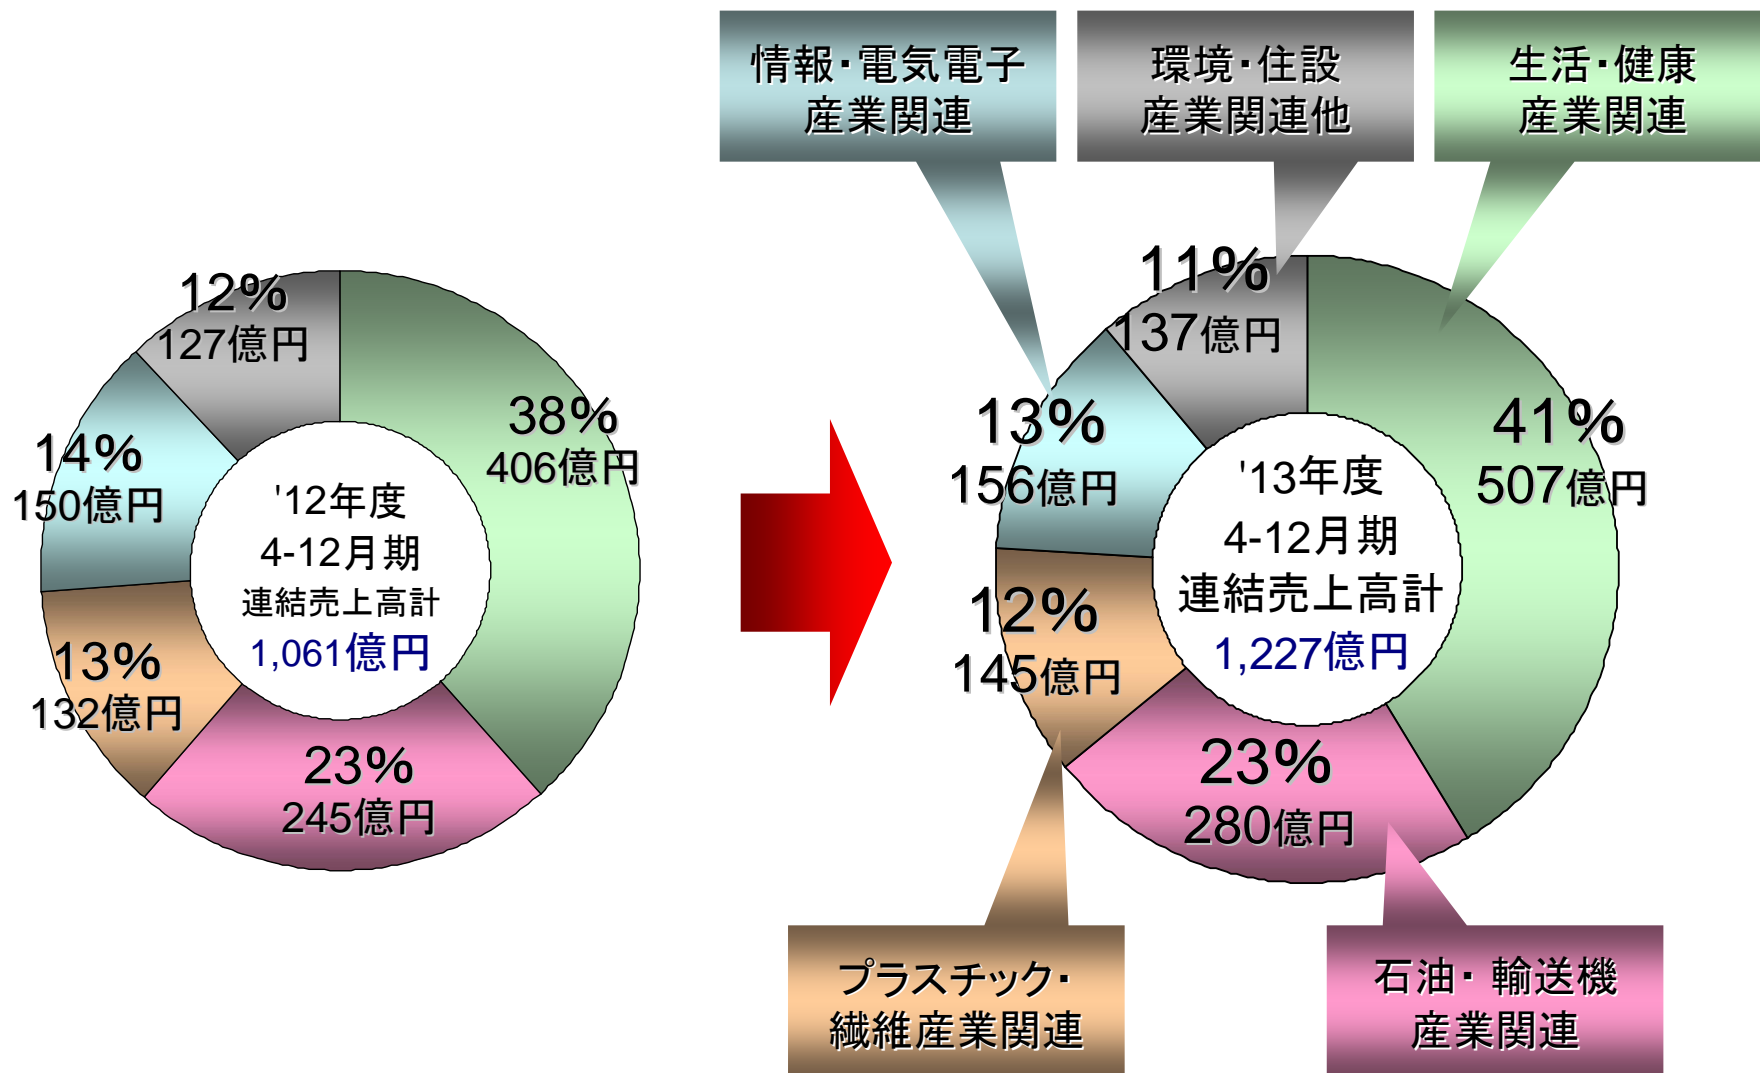 情報・電気電子
産業関連
環境・住設
産業関連他
生活・健康
産業関連
12%
127億円
38%
406億円
14%
150億円
13%
132億円
23%
245億円
'12年度
4-12月期
連結売上高計
1,061億円
11%
137億円
41%
507億円
13%
156億円
12%
145億円
23%
280億円
'13年度
4-12月期
連結売上高計
1,227億円
プラスチック・
繊維産業関連
石油・輸送機
産業関連